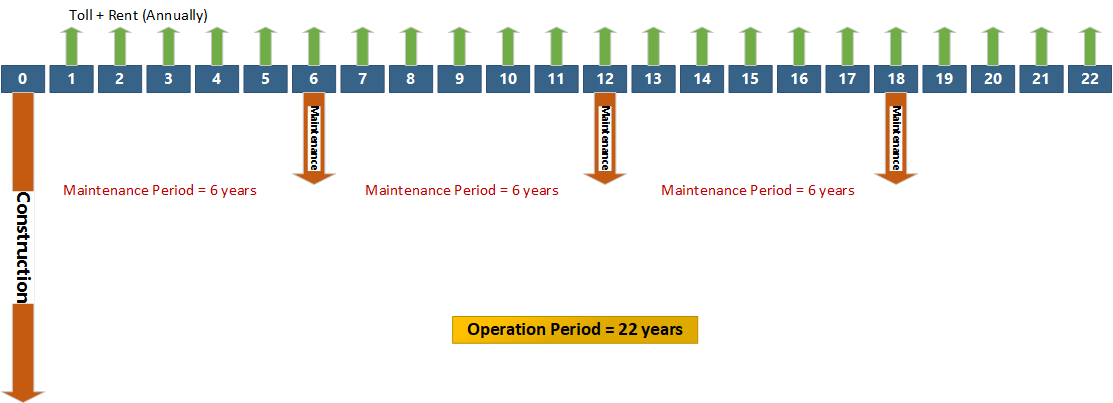 Toll + Rent (Annually)
0 1 2 3 4 5 6 7 8 9 10 11 12 13 14 15 16 17 18 19 20 21 22
Maintenance
Maintenance
Maintenance
Maintenance Period = 6 years
Maintenance Period = 6 years
Maintenance Period = 6 years
Construction
Operation Period = 22 years